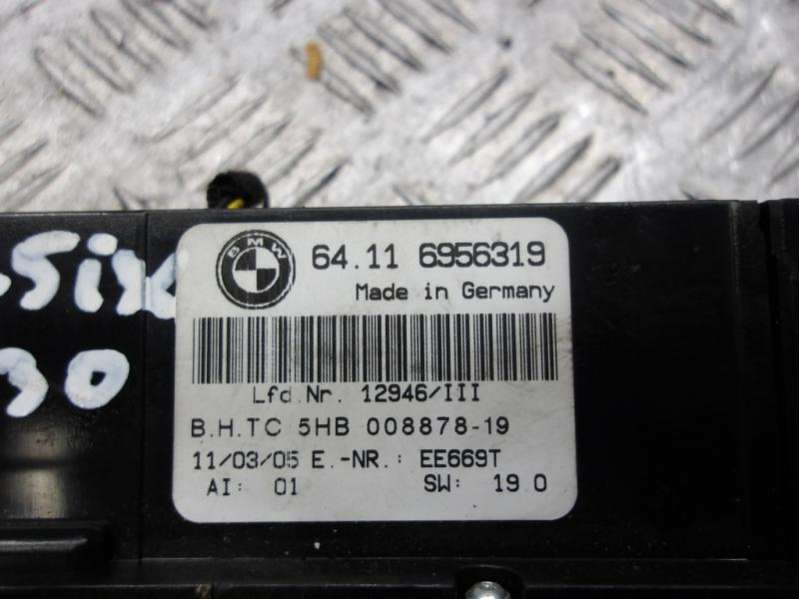 BMW
64.11 6956319
Made in Germany
Lfd.Nr. 12946/III
B.H.TC 5HB 008878-19
11/03/05 E.-NR.: EE669T
AI: 01 SW: 19.0
30